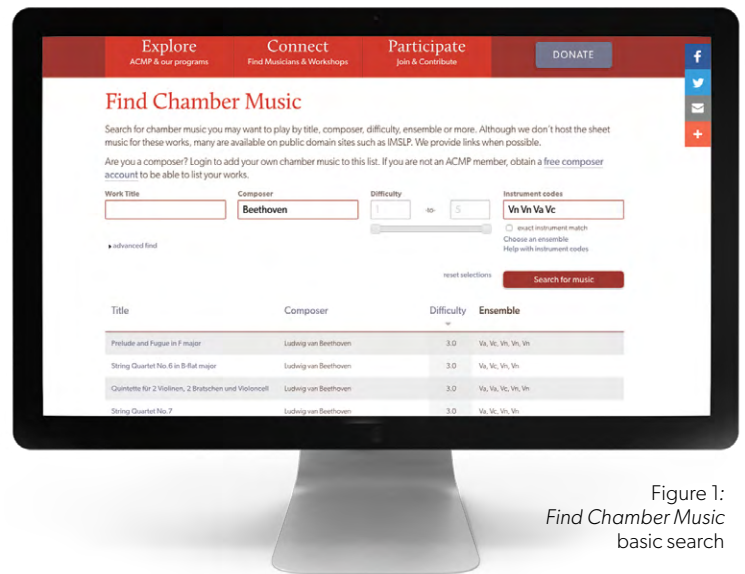 Explore
ACMP & our programs
Connect
Find Musicians & Workshops
Participate
Join & Contribute
DONATE
Find Chamber Music
Search for chamber music you may want to play by title, composer, difficulty, ensemble or more. Although we don't host the sheet
music for these works, many are available on public domain sites such as IMSLP. We provide links when possible.
Are you a composer? Login to add your own chamber music to this list. If you are not an ACMP member, obtain a free composer
account to be able to list your works.
Work Title
Composer
Difficulty
Instrument codes
Beethoven
1
-to-
5
Vn Vn Va Vc
exact instrument match
Choose an ensemble
Help with instrument codes
advanced find
reset selections
Search for music
Title
Composer
Difficulty
Ensemble
Prelude and Fugue in F major
Ludwig van Beethoven
3.0
Va, Vc, Vn, Vn, Vn
String Quartet No.6 in B-flat major
Ludwig van Beethoven
3.0
Va, Vc, Vn, Vn
Quintette für 2 Violinen, 2 Bratschen und Violoncell
Ludwig van Beethoven
3.0
Va, Va, Vc, Vn, Vn
String Quartet No.7
Ludwig van Beethoven
3.0
Va, Vc, Vn, Vn
Figure 1:
Find Chamber Music
basic search